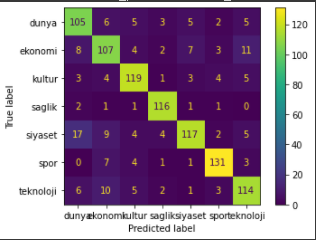 dunya 105 6 5 3 5 2 5
ekonomi 8 107 4 2 7 3 11
kultur 3 4 119 1 3 4 5
saglik 2 1 1 116 1 1 0
siyaset 17 9 4 4 117 2 5
spor 0 7 4 1 1 131 3
teknoloji 6 10 5 2 1 3 114
dunya ekonomi kultur saglik siyaset spor teknoloji
Predicted label
True label
120
100
80
60
40
20
0